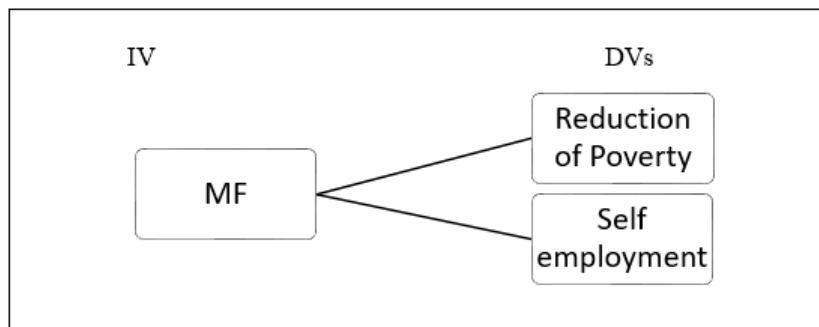 IV
DVs
MF
Reduction
of Poverty
Self
employment